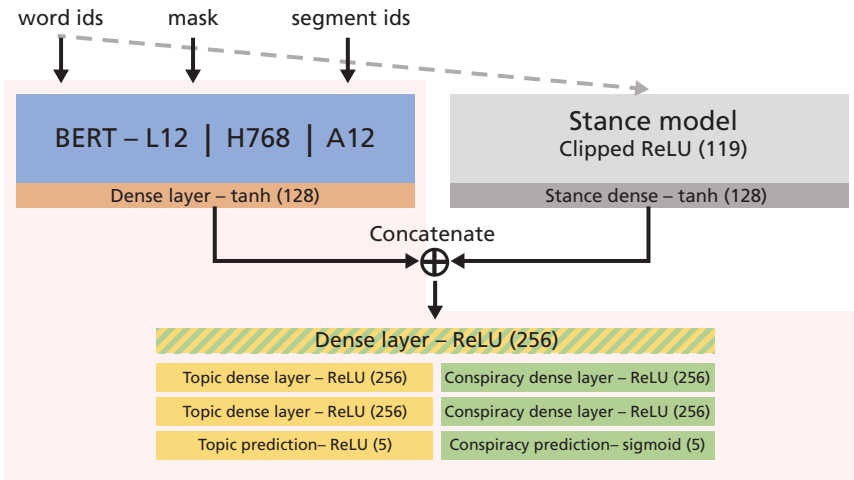 word ids
mask
segment ids
BERT – L12 | H768 | A12
Dense layer – tanh (128)
Stance model
Clipped ReLU (119)
Stance dense – tanh (128)
Concatenate
Dense layer – ReLU (256)
Topic dense layer – ReLU (256)
Conspiracy dense layer – ReLU (256)
Topic dense layer – ReLU (256)
Conspiracy dense layer – ReLU (256)
Topic prediction– ReLU (5)
Conspiracy prediction– sigmoid (5)